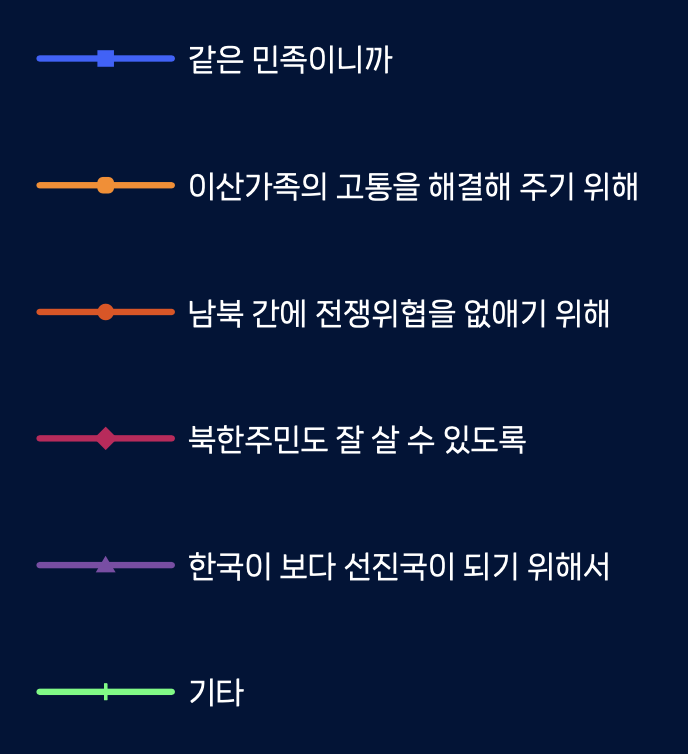 같은 민족이니까
이산가족의 고통을 해결해 주기 위해
남북 간에 전쟁위협을 없애기 위해
북한주민도 잘 살 수 있도록
한국이 보다 선진국이 되기 위해서
기타